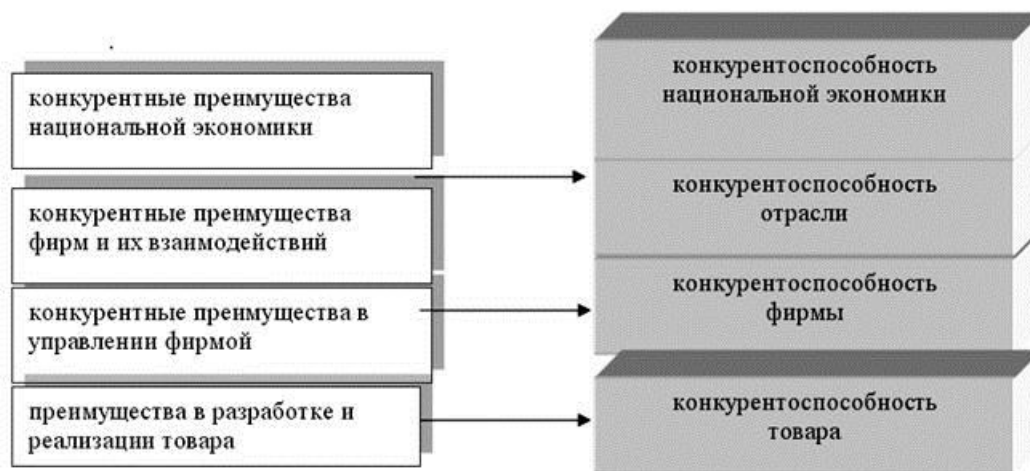 конкурентные преимущества
национальной экономики
конкурентные преимущества
фирм и их взаимодействий
конкурентные преимущества в
управлении фирмой
преимущества в разработке и
реализации товара
конкурентоспособность
национальной экономики
конкурентоспособность
отрасли
конкурентоспособность
фирмы
конкурентоспособность
товара